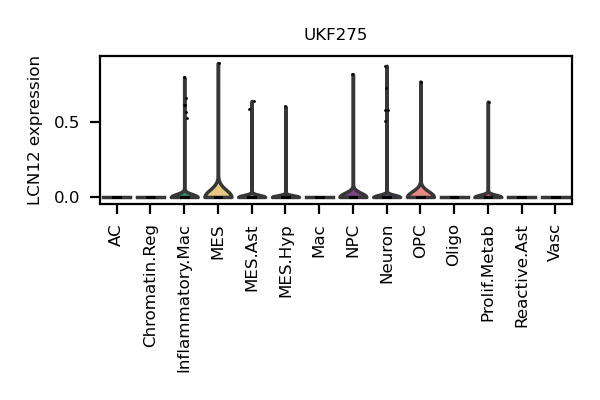 UKF275
LCN12 expression
0.5
0.0
AC
Chromatin.Reg
Inflammatory.Mac
MES
MES.Ast
MES.Hyp
Mac
NPC
Neuron
OPC
Oligo
Prolif.Metab
Reactive.Ast
Vasc